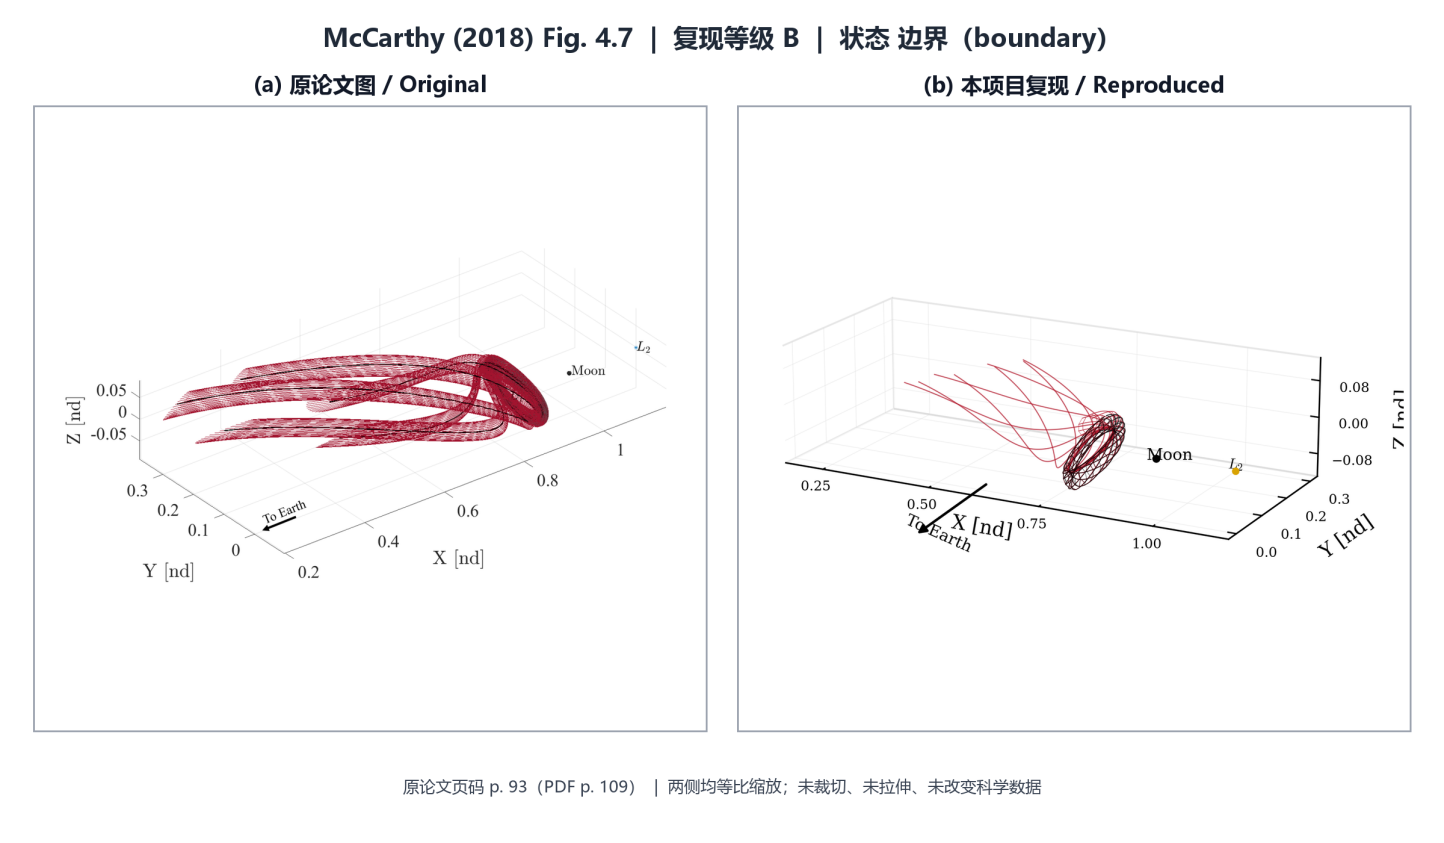 McCarthy (2018) Fig. 4.7 | 复现等级 B | 状态 边界（boundary）
(a) 原论文图 / Original
(b) 本项目复现 / Reproduced
L2
Moon
0.05
0
-0.05
Z [nd]
1
0.8
0.6
0.4
0.2
X [nd]
0.3
0.2
0.1
0
Y [nd]
To Earth
0.08
0.00
−0.08
Z [nd]
Moon
L2
0.25
0.50
0.75
1.00
X [nd]
To Earth
0.3
0.2
0.1
0.0
Y [nd]
原论文页码 p. 93（PDF p. 109） | 两侧均等比缩放；未裁切、未拉伸、未改变科学数据